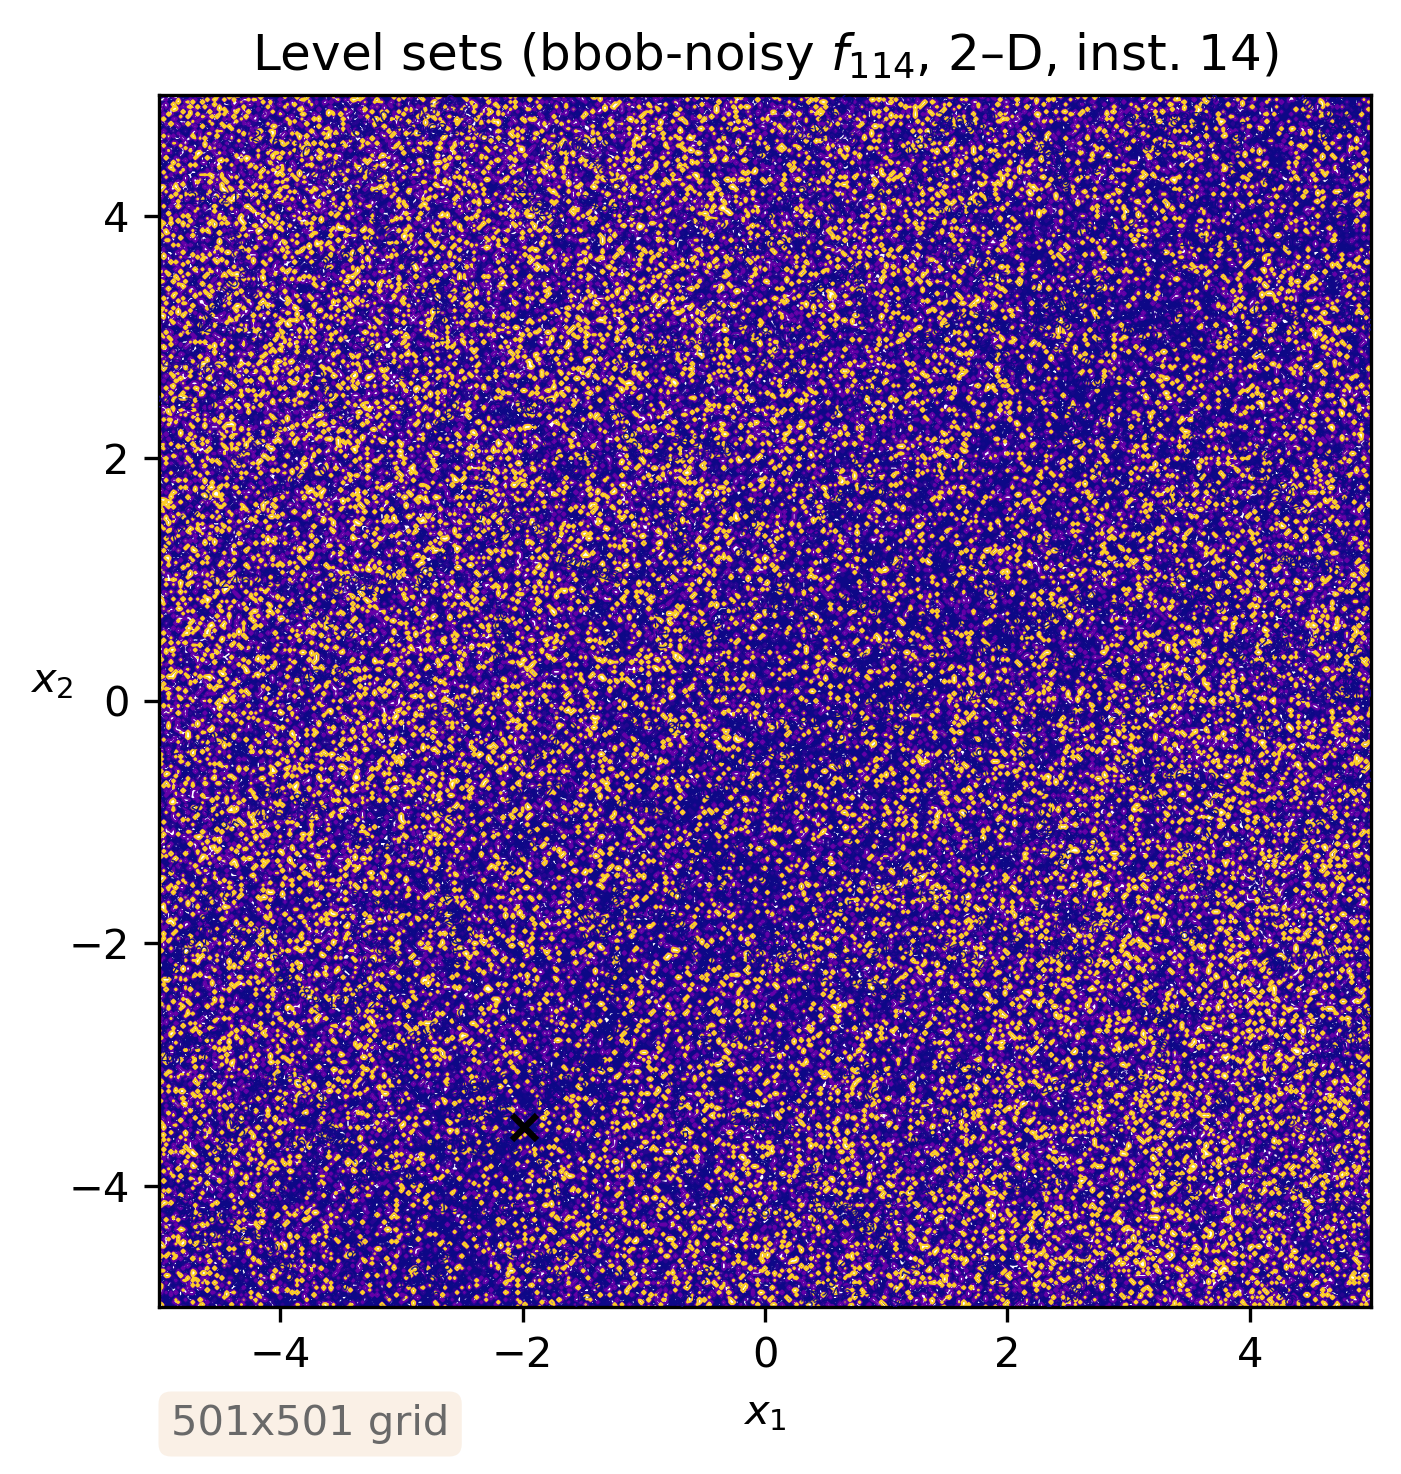 Level sets (bbob-noisy f₁₁₄, 2–D, inst. 14)
4
2
x₂
0
−2
−4
−4
−2
0
2
4
x₁
501x501 grid